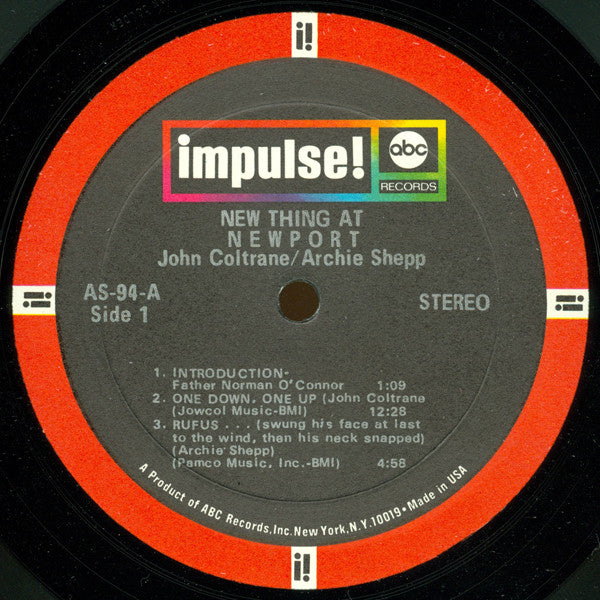 i!
impulse!
abc
RECORDS
NEW THING AT
NEWPORT
John Coltrane/Archie Shepp
AS-94-A
STEREO
Side 1
i!
i!
1. INTRODUCTION-
Father Norman O'Connor 1:09
2. ONE DOWN, ONE UP (John Coltrane
(Jowcol Music-BMI) 12:28
3. RUFUS . . . (swung his face at last
to the wind, then his neck snapped)
(Archie Shepp)
(Pamco Music, Inc.-BMI) 4:58
A Product of ABC Records, Inc. New York, N.Y. 10019 • Made in USA
i!